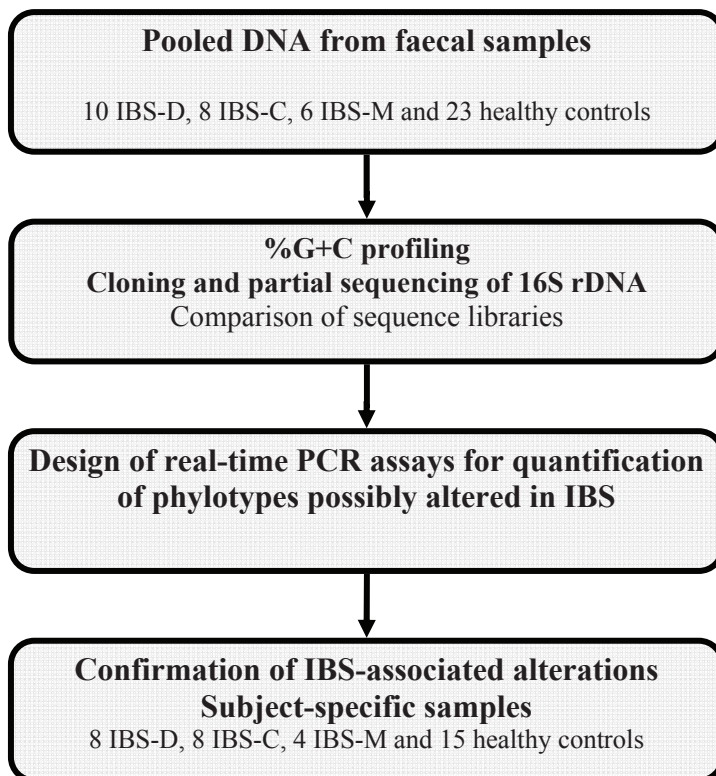 Pooled DNA from faecal samples
10 IBS-D, 8 IBS-C, 6 IBS-M and 23 healthy controls
%G+C profiling
Cloning and partial sequencing of 16S rDNA
Comparison of sequence libraries
Design of real-time PCR assays for quantification
of phylotypes possibly altered in IBS
Confirmation of IBS-associated alterations
Subject-specific samples
8 IBS-D, 8 IBS-C, 4 IBS-M and 15 healthy controls